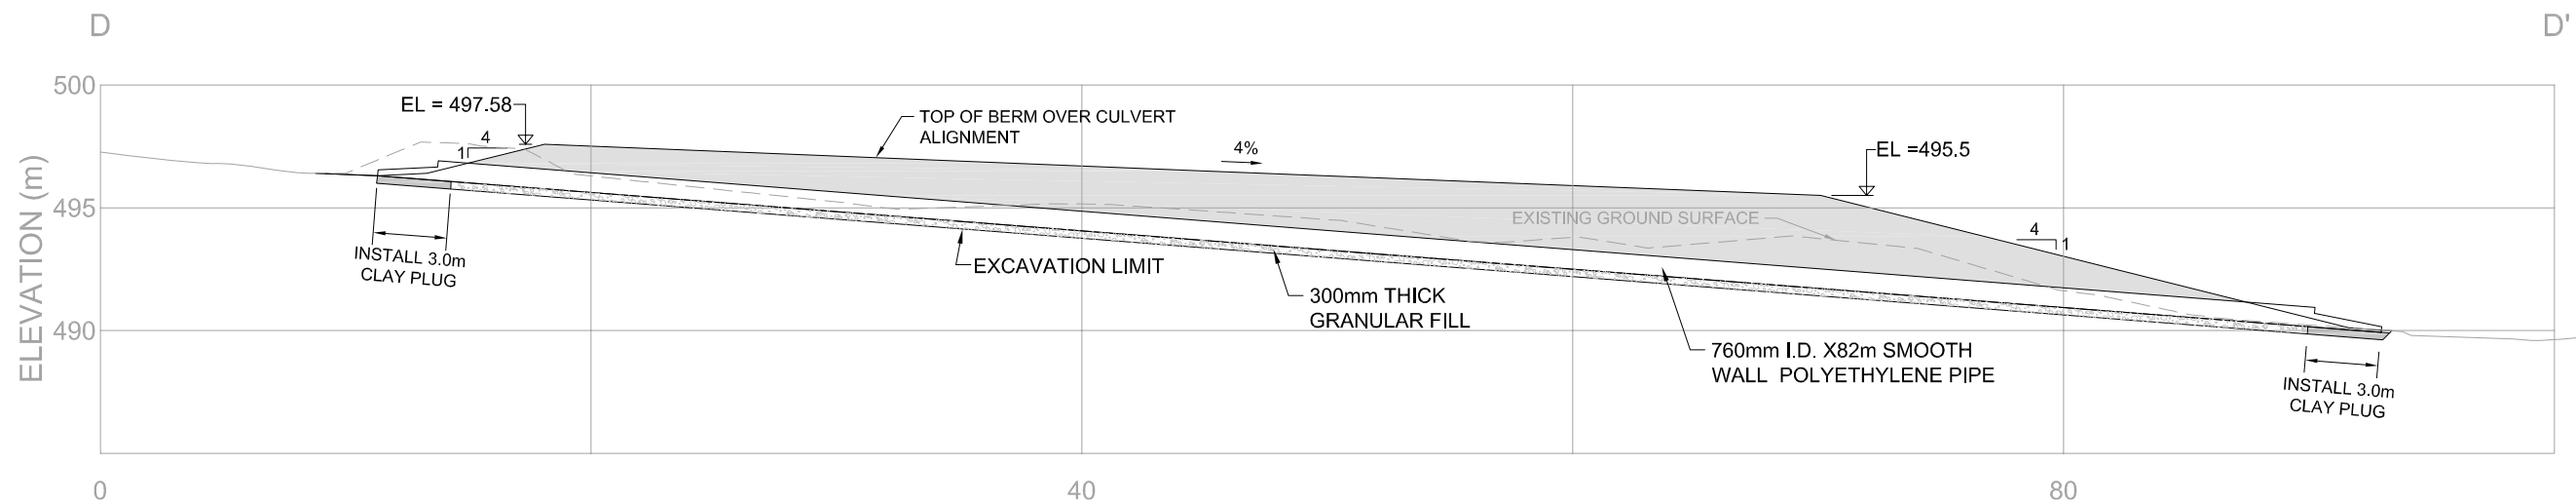 D
D'
500
EL = 497.58
4
1
TOP OF BERM OVER CULVERT
ALIGNMENT
4%
EL =495.5
ELEVATION (m)
495
EXISTING GROUND SURFACE
4
1
INSTALL 3.0m
CLAY PLUG
EXCAVATION LIMIT
300mm THICK
GRANULAR FILL
490
760mm I.D. X82m SMOOTH
WALL POLYETHYLENE PIPE
INSTALL 3.0m
CLAY PLUG
0
40
80